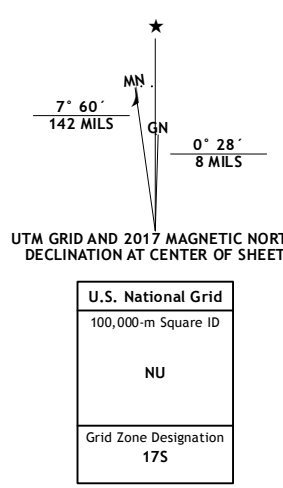 ★
MN
7° 60´
142 MILS
GN
0° 28´
8 MILS
UTM GRID AND 2017 MAGNETIC NORT
DECLINATION AT CENTER OF SHEET
U.S. National Grid
100,000-m Square ID
NU
Grid Zone Designation
17S